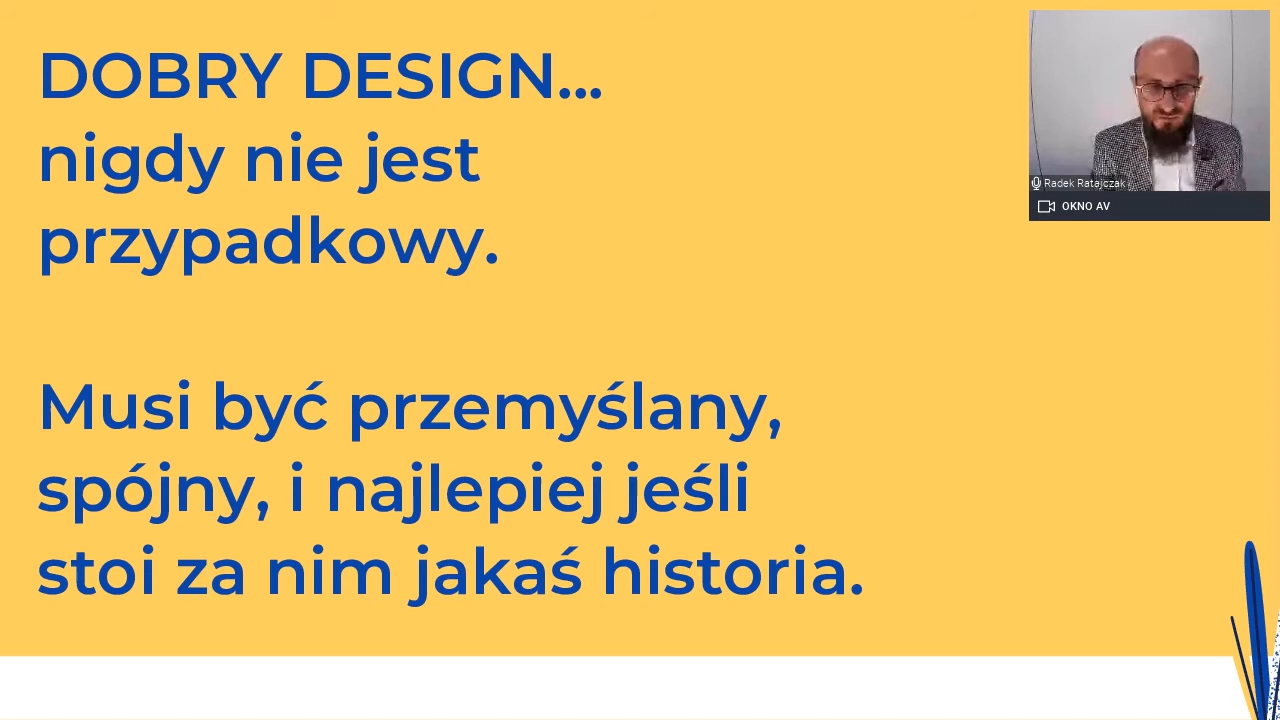 DOBRY DESIGN...
nigdy nie jest
przypadkowy.
Musi być przemyślany,
spójny, i najlepiej jeśli
stoi za nim jakaś historia.
Radek Ratajczak
OKNO AV